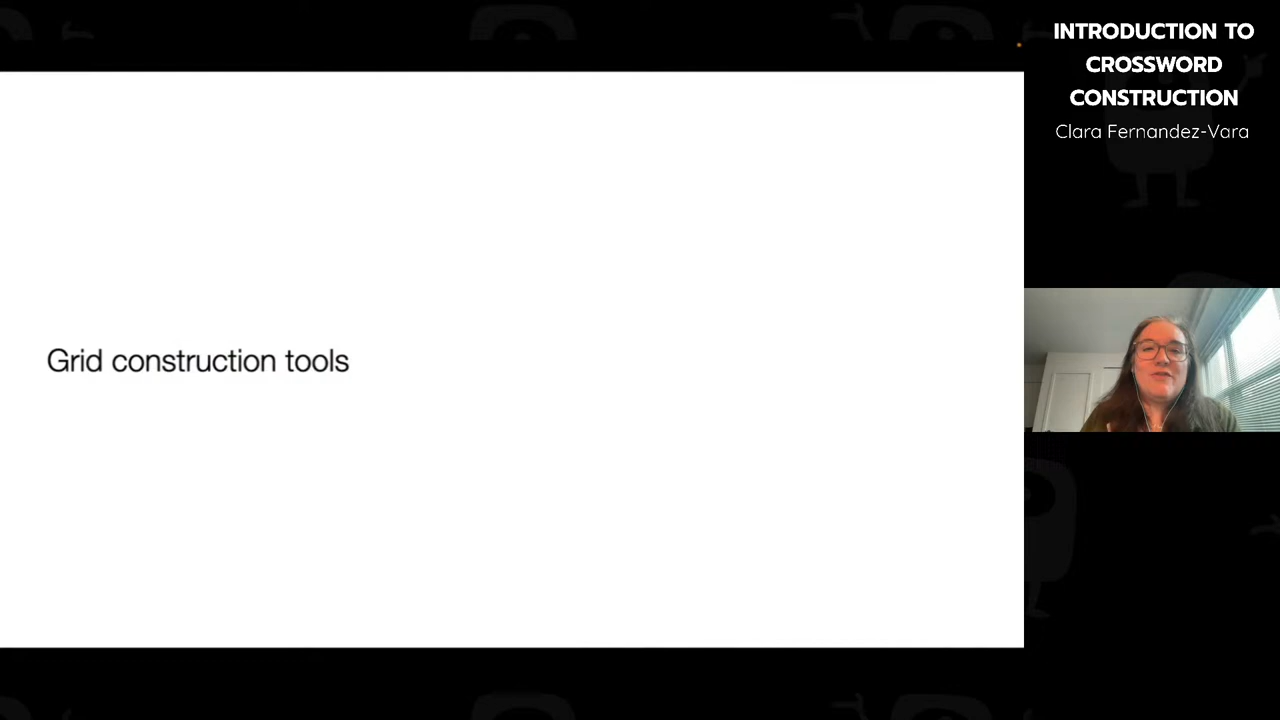 INTRODUCTION TO
CROSSWORD
CONSTRUCTION
Clara Fernandez-Vara
Grid construction tools